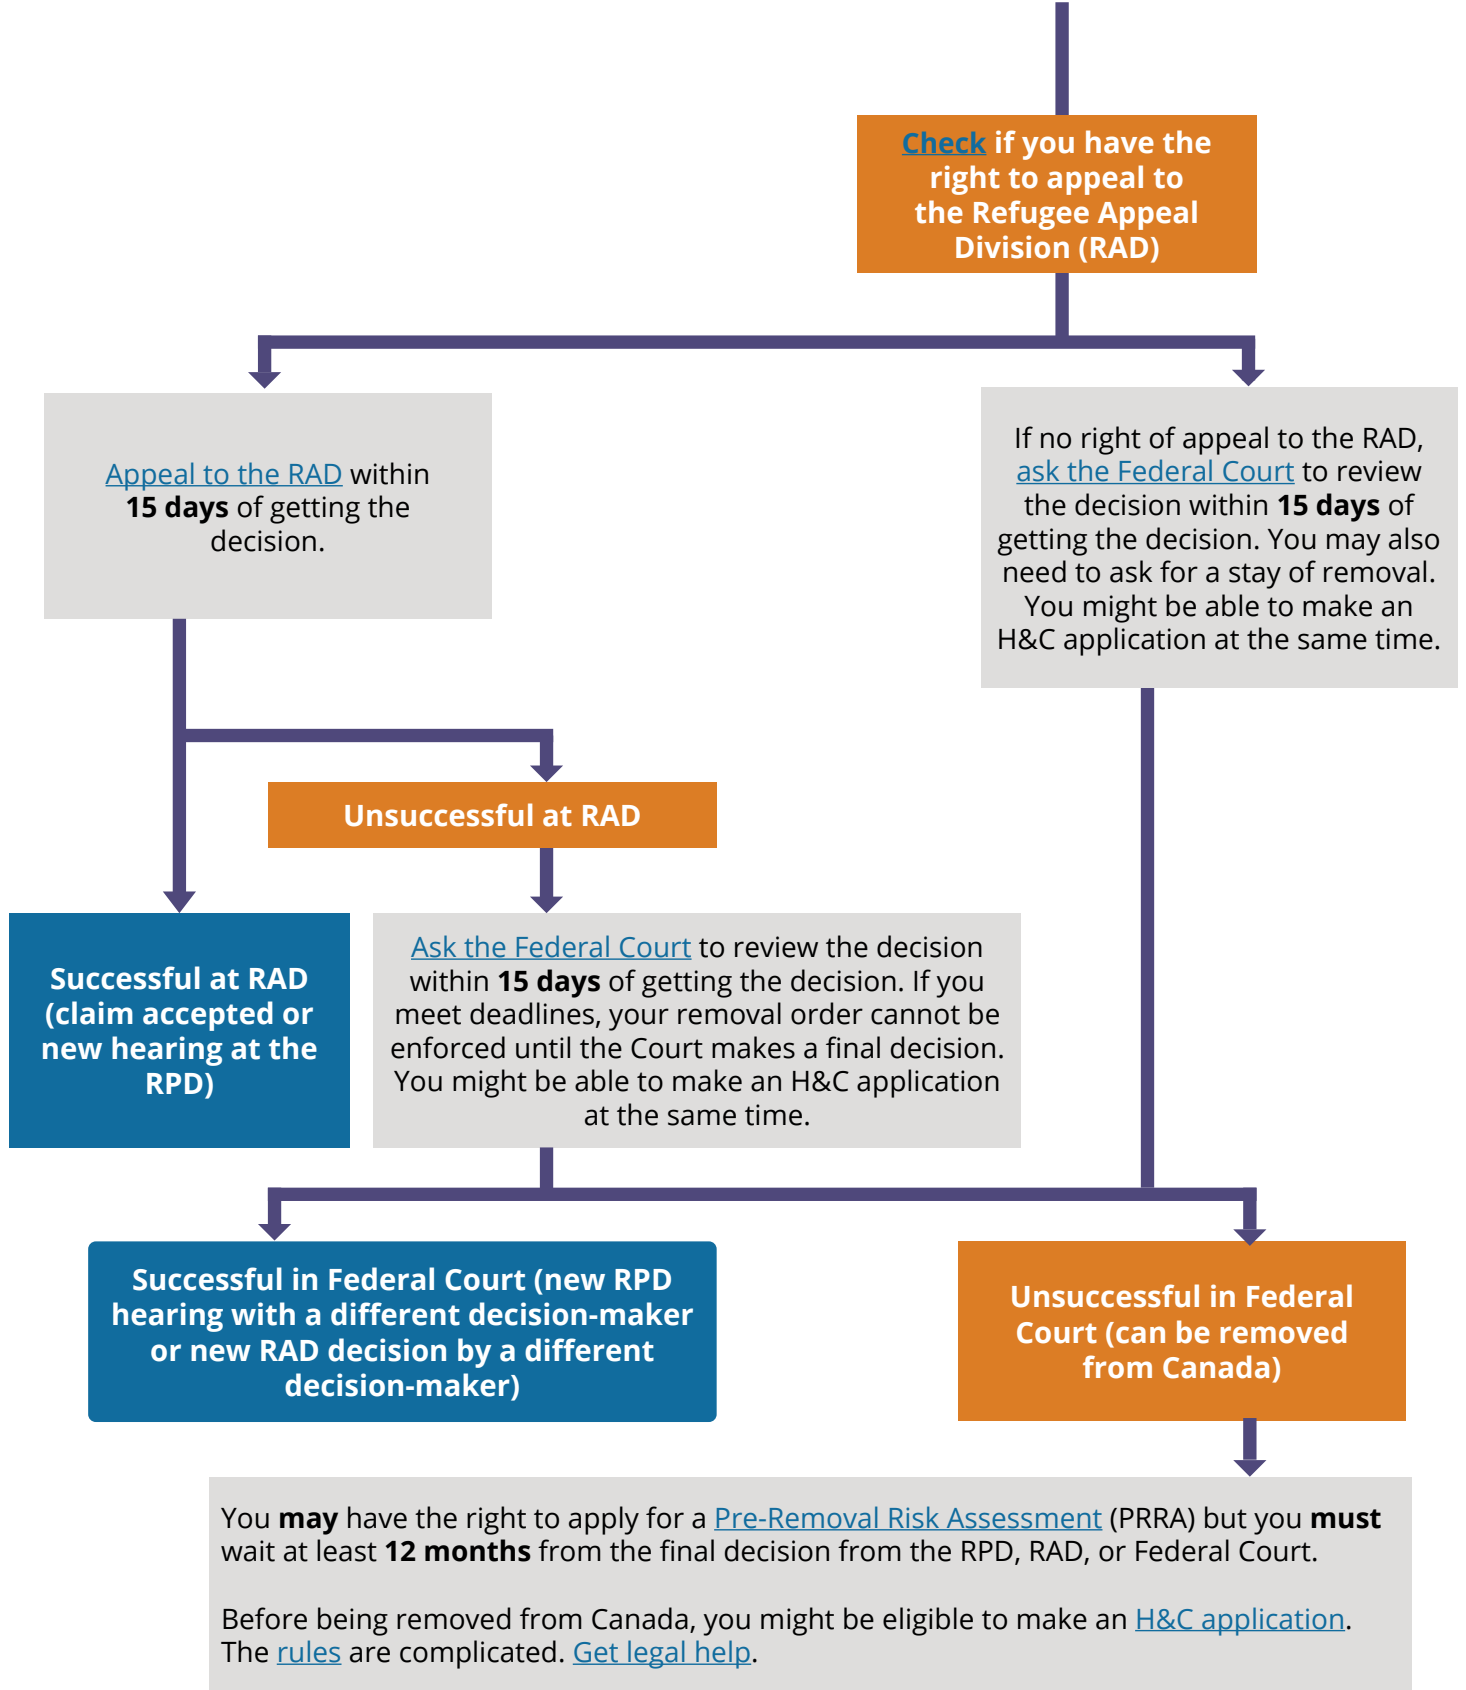 Check if you have the
right to appeal to
the Refugee Appeal
Division (RAD)
Appeal to the RAD within
15 days of getting the
decision.
If no right of appeal to the RAD,
ask the Federal Court to review
the decision within 15 days of
getting the decision. You may also
need to ask for a stay of removal.
You might be able to make an
H&C application at the same time.
Unsuccessful at RAD
Successful at RAD
(claim accepted or
new hearing at the
RPD)
Ask the Federal Court to review the decision
within 15 days of getting the decision. If you
meet deadlines, your removal order cannot be
enforced until the Court makes a final decision.
You might be able to make an H&C application
at the same time.
Successful in Federal Court (new RPD
hearing with a different decision-maker
or new RAD decision by a different
decision-maker)
Unsuccessful in Federal
Court (can be removed
from Canada)
You may have the right to apply for a Pre-Removal Risk Assessment (PRRA) but you must
wait at least 12 months from the final decision from the RPD, RAD, or Federal Court.
Before being removed from Canada, you might be eligible to make an H&C application.
The rules are complicated. Get legal help.